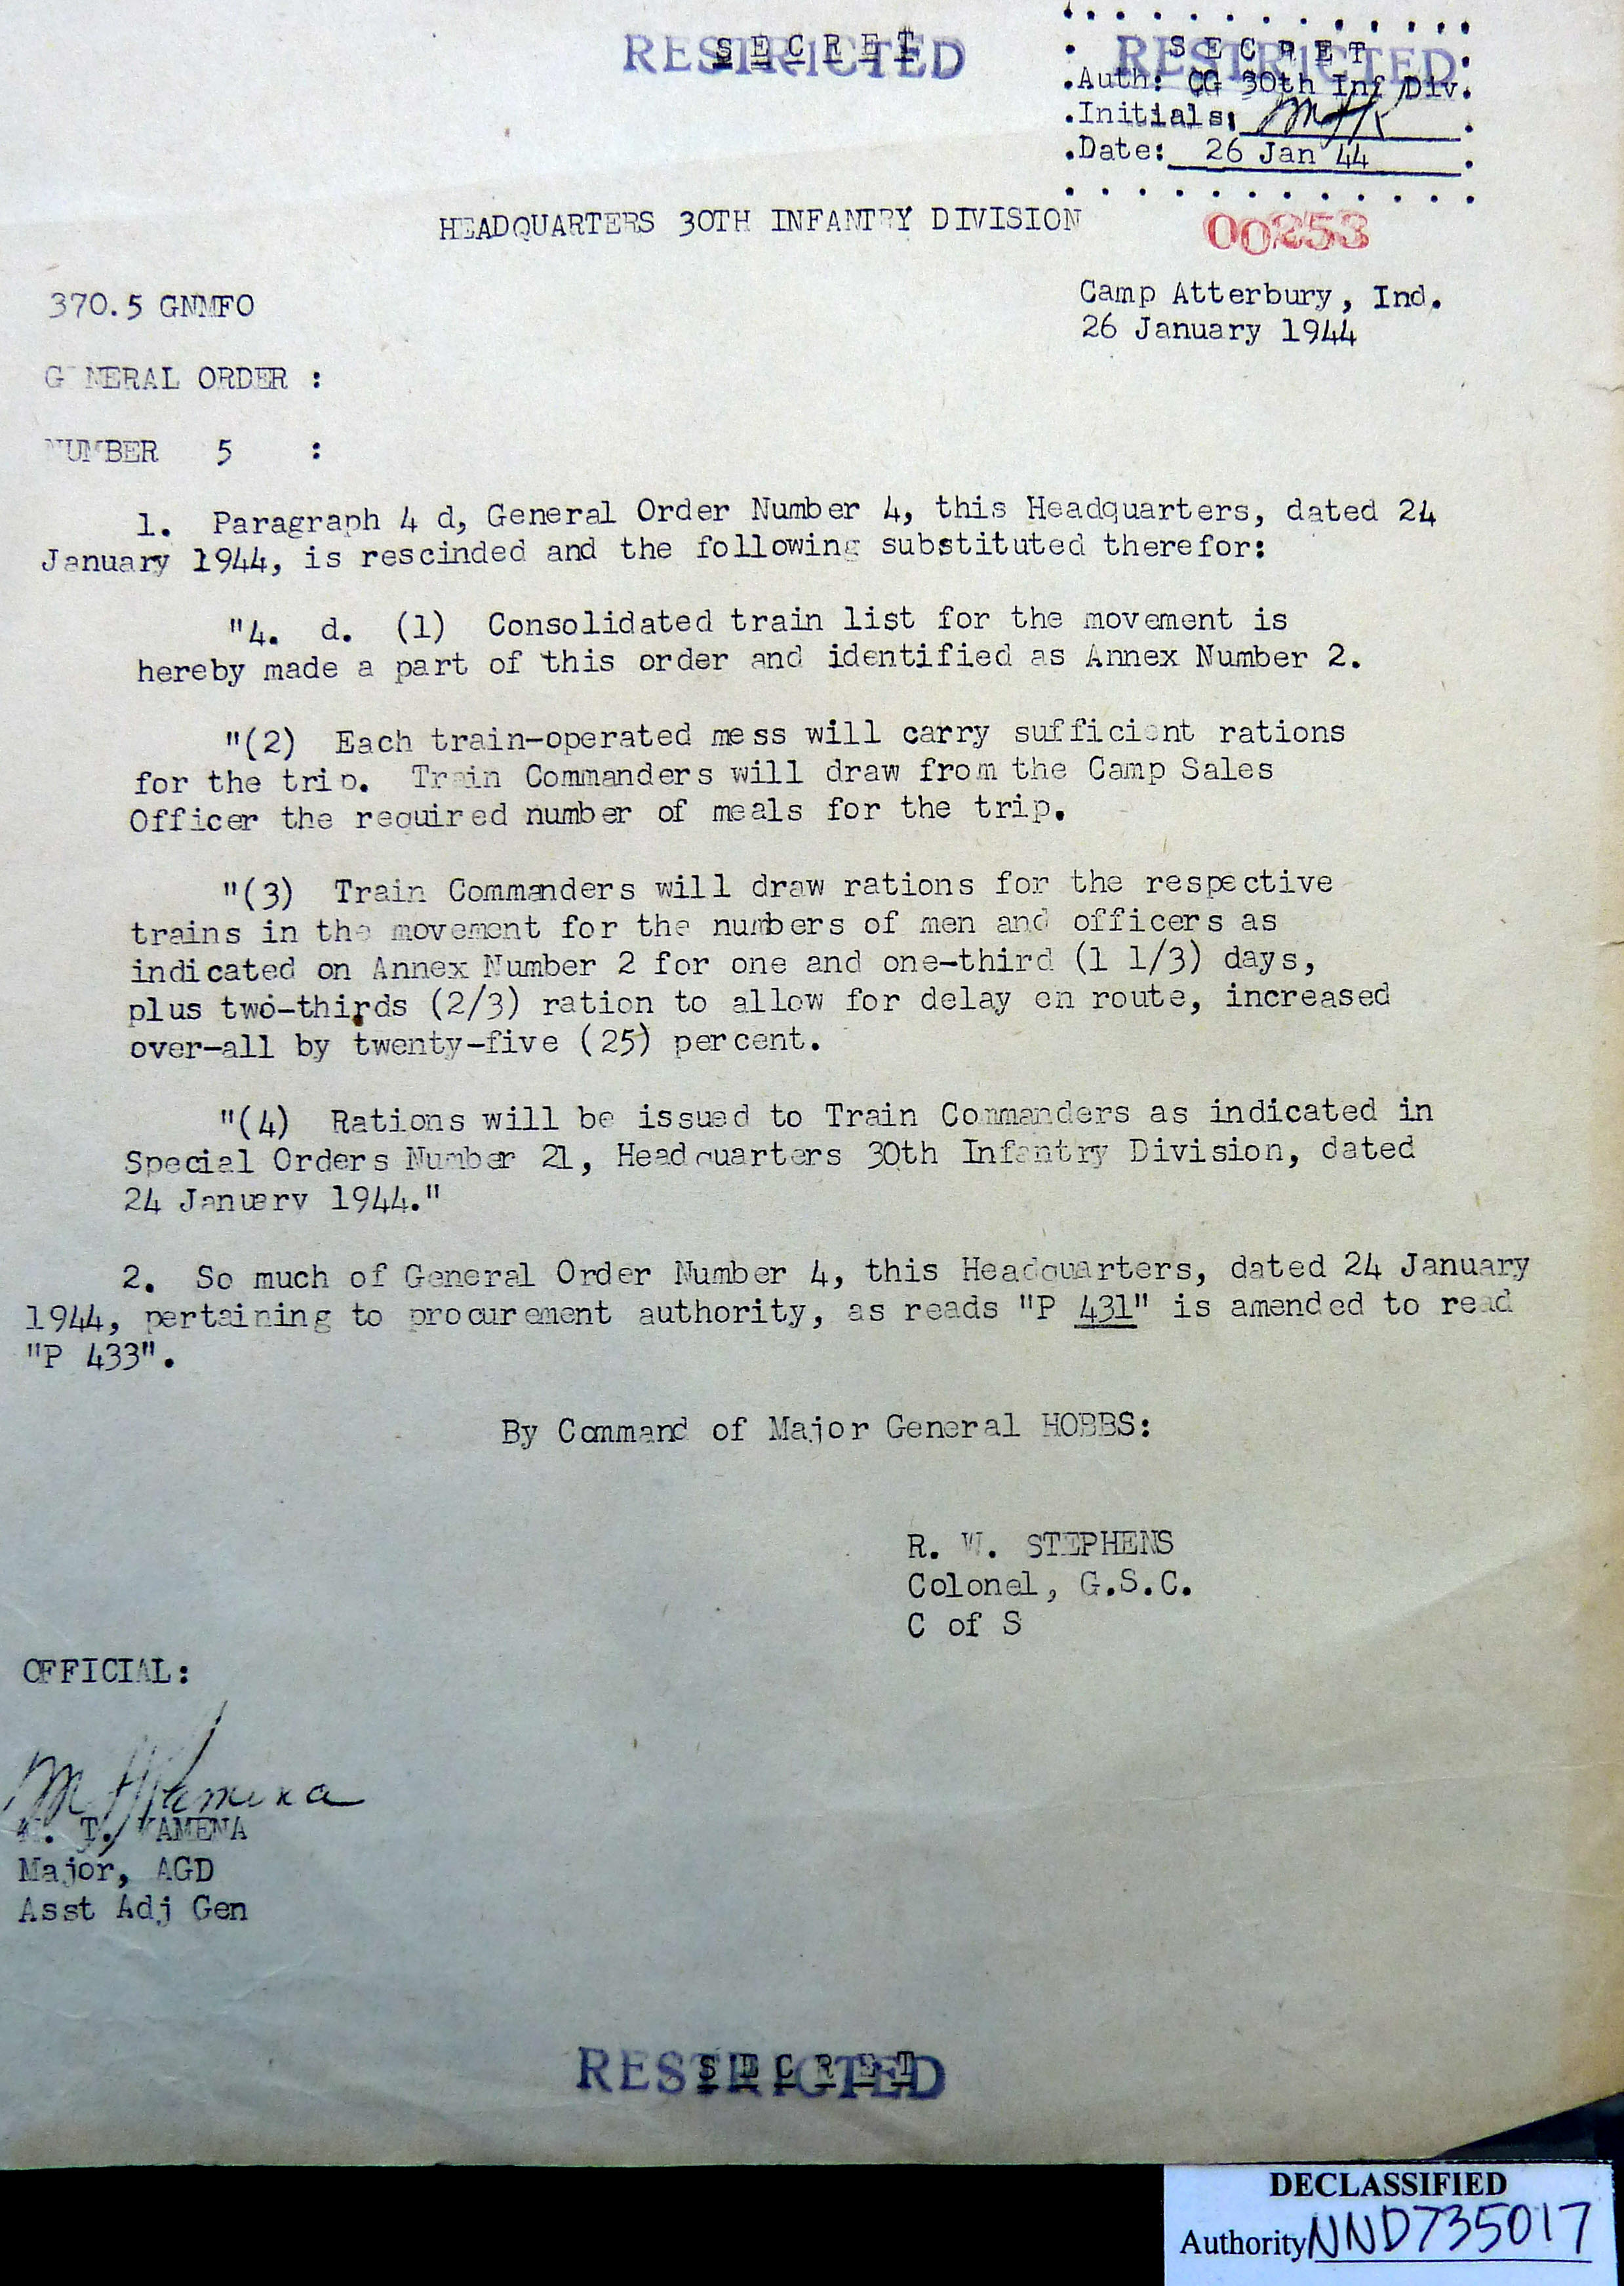 RESTRICTED
SECRET
RESTRICTED
SECRET
Auth: CG 30th Inf Div.
Initials:
Date: 26 Jan 44
HEADQUARTERS 30TH INFANTRY DIVISION
00253
370.5 GNMFO
Camp Atterbury, Ind.
26 January 1944
GENERAL ORDER :
NUMBER 5 :
1. Paragraph 4 d, General Order Number 4, this Headquarters, dated 24
January 1944, is rescinded and the following substituted therefor:
"4. d. (1) Consolidated train list for the movement is
hereby made a part of this order and identified as Annex Number 2.
"(2) Each train-operated mess will carry sufficient rations
for the trip. Train Commanders will draw from the Camp Sales
Officer the required number of meals for the trip.
"(3) Train Commanders will draw rations for the respective
trains in the movement for the numbers of men and officers as
indicated on Annex Number 2 for one and one-third (1 1/3) days,
plus two-thirds (2/3) ration to allow for delay en route, increased
over-all by twenty-five (25) per cent.
"(4) Rations will be issued to Train Commanders as indicated in
Special Orders Number 21, Headquarters 30th Infantry Division, dated
24 January 1944."
2. So much of General Order Number 4, this Headquarters, dated 24 January
1944, pertaining to procurement authority, as reads "P 431" is amended to read
"P 433".
By Command of Major General HOBBS:
R. W. STEPHENS
Colonel, G.S.C.
C of S
OFFICIAL:
M. T. KAMENA
Major, AGD
Asst Adj Gen
RESTRICTED
SECRET
DECLASSIFIED
Authority NND735017